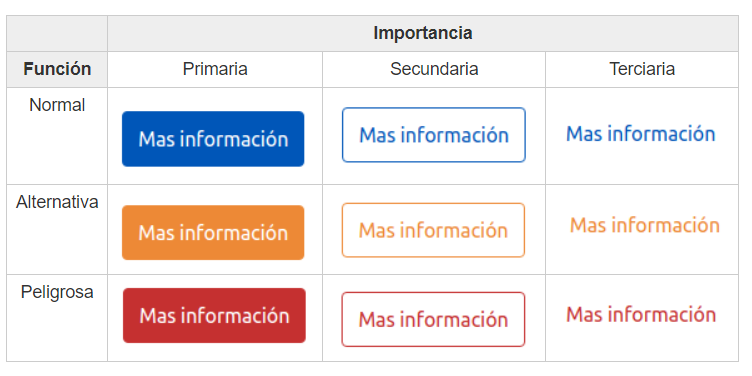 Importancia
Función Primaria Secundaria Terciaria
Normal Mas información Mas información Mas información
Alternativa Mas información Mas información Mas información
Peligrosa Mas información Mas información Mas información